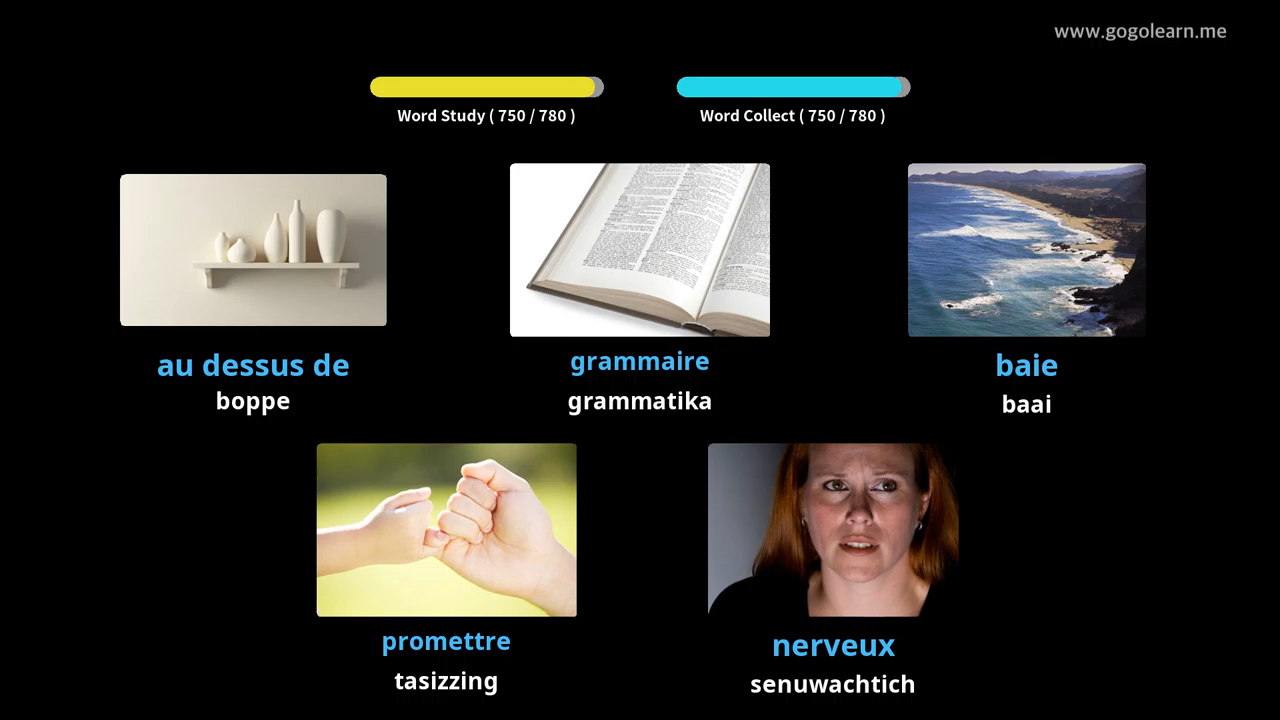 www.gogolearn.me
Word Study ( 750 / 780 )
Word Collect ( 750 / 780 )
au dessus de
boppe
grammaire
grammatika
baie
baai
promettre
tasizzing
nerveux
senuwachtich